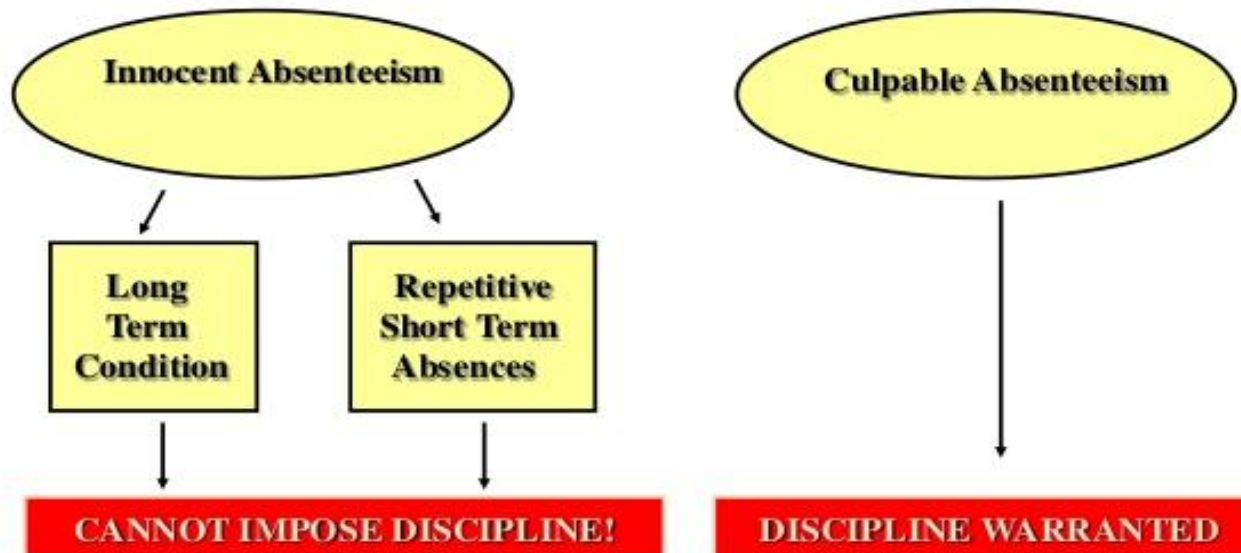 Innocent Absenteeism
Culpable Absenteeism
Long
Term
Condition
Repetitive
Short Term
Absences
CANNOT IMPOSE DISCIPLINE!
DISCIPLINE WARRANTED